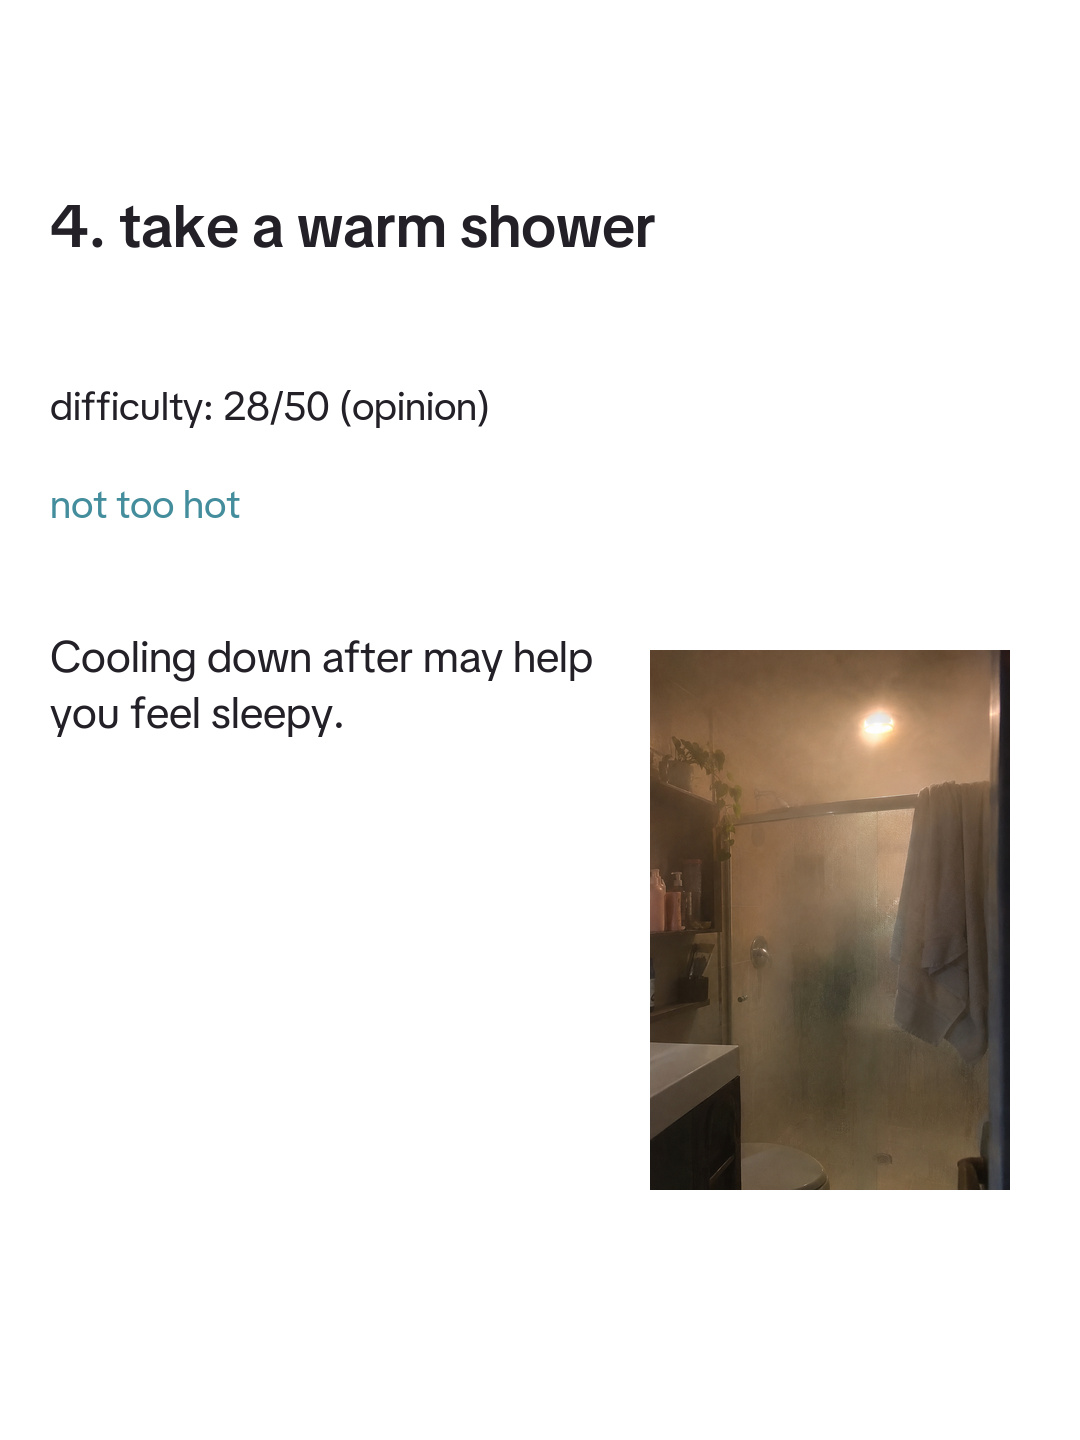 4. take a warm shower
difficulty: 28/50 (opinion)
not too hot
Cooling down after may help
you feel sleepy.